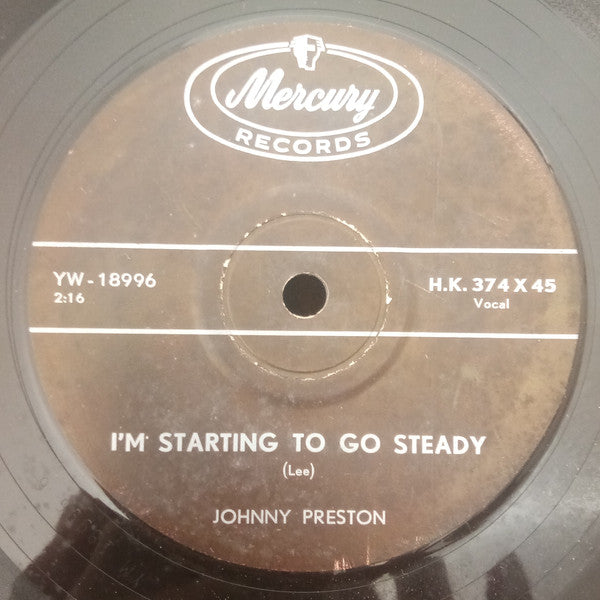 Mercury
RECORDS
YW-18996
2:16
H.K. 374 X 45
Vocal
I'M STARTING TO GO STEADY
(Lee)
JOHNNY PRESTON